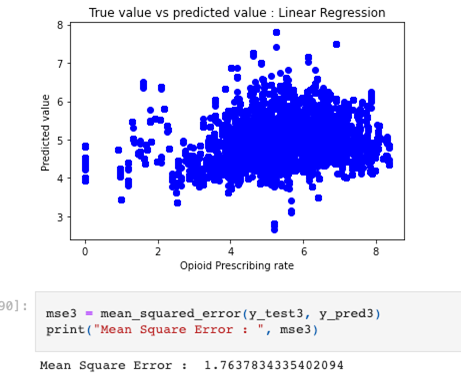 True value vs predicted value : Linear Regression
8
7
6
5
4
3
Predicted value
0 2 4 6 8
Opioid Prescribing rate
90]:
mse3 = mean_squared_error(y_test3, y_pred3)
print("Mean Square Error : ", mse3)
Mean Square Error :  1.7637834335402094